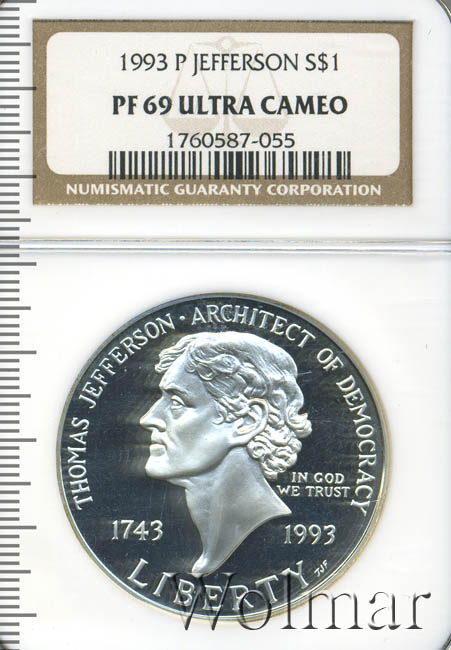 1993 P JEFFERSON S$1
PF 69 ULTRA CAMEO
1760587-055
NUMISMATIC GUARANTY CORPORATION
THOMAS JEFFERSON · ARCHITECT OF DEMOCRACY
IN GOD
WE TRUST
1743
1993
LIBERTY
TJF
Wolmar